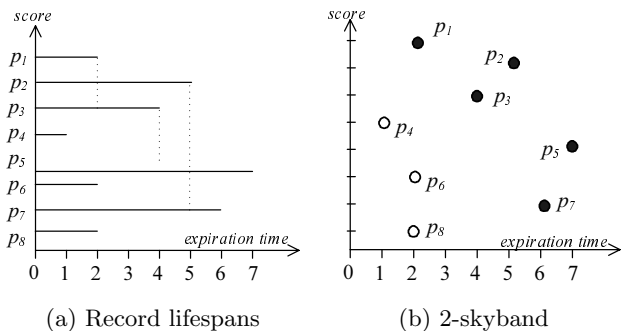 score
p1
p2
p3
p4
p5
p6
p7
p8
expiration time
0 1 2 3 4 5 6 7
(a) Record lifespans
score
p1
p2
p3
p4
p5
p6
p7
p8
expiration time
0 1 2 3 4 5 6 7
(b) 2-skyband